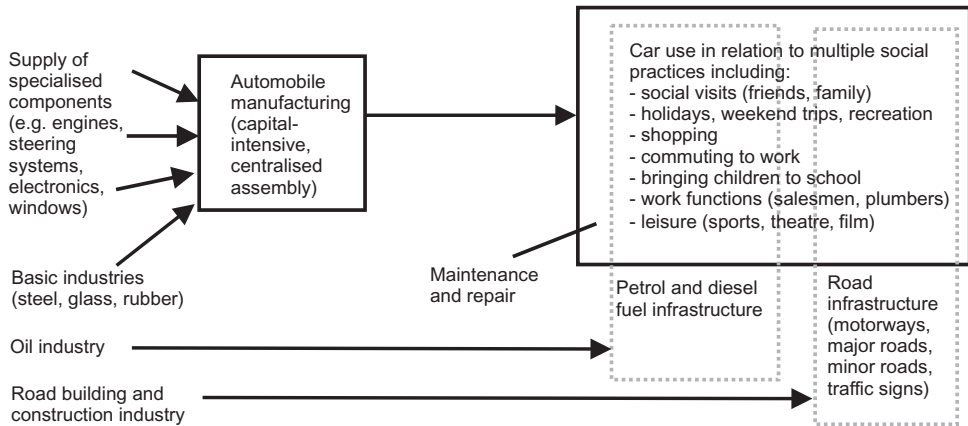 Supply of
specialised
components
(e.g. engines,
steering
systems,
electronics,
windows)
Basic industries
(steel, glass, rubber)
Oil industry
Road building and
construction industry
Automobile
manufacturing
(capital-
intensive,
centralised
assembly)
Maintenance
and repair
Car use in relation to multiple social
practices including:
- social visits (friends, family)
- holidays, weekend trips, recreation
- shopping
- commuting to work
- bringing children to school
- work functions (salesmen, plumbers)
- leisure (sports, theatre, film)
Petrol and diesel
fuel infrastructure
Road
infrastructure
(motorways,
major roads,
minor roads,
traffic signs)